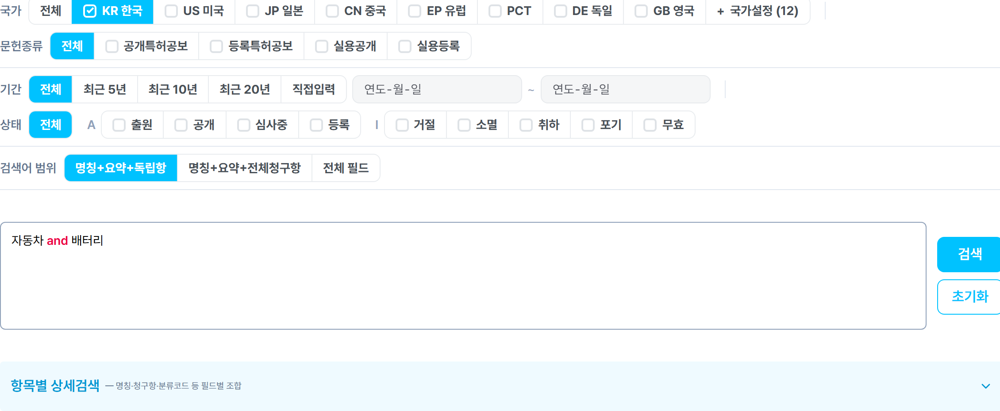 국가 전체 KR 한국 US 미국 JP 일본 CN 중국 EP 유럽 PCT DE 독일 GB 영국 + 국가설정 (12)
문헌종류 전체 공개특허공보 등록특허공보 실용공개 실용등록
기간 전체 최근 5년 최근 10년 최근 20년 직접입력 연도-월-일 ~ 연도-월-일
상태 전체 A 출원 공개 심사중 등록 I 거절 소멸 취하 포기 무효
검색어 범위 명칭+요약+독립항 명칭+요약+전체청구항 전체 필드
자동차 and 배터리
검색
초기화
항목별 상세검색 — 명칭·청구항·분류코드 등 필드별 조합